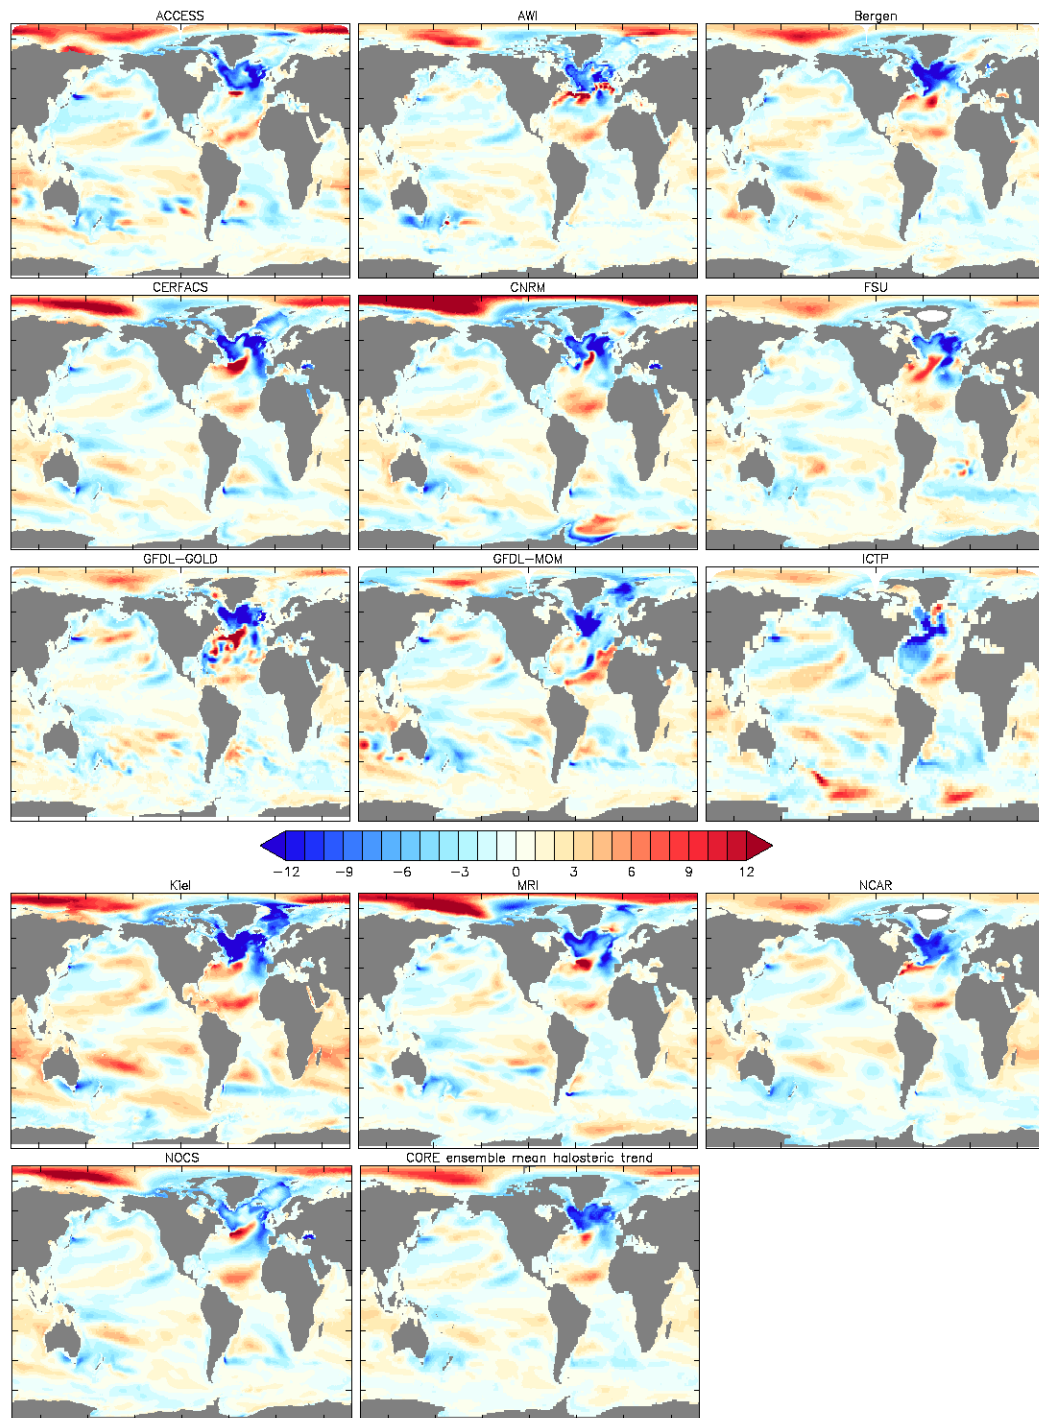 ACCESS
AWI
Bergen
CERFACS
CNRM
FSU
GFDL-GOLD
GFDL-MOM
ICTP
-12 -9 -6 -3 0 3 6 9 12
Kiel
MRI
NCAR
NOCS
CORE ensemble mean halosteric trend